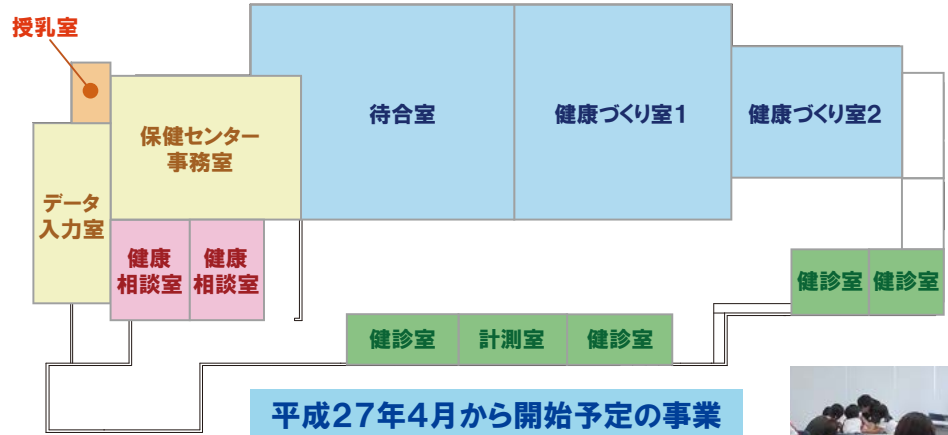 授乳室
待合室
健康づくり室1
健康づくり室2
保健センター
事務室
データ
入力室
健康
相談室
健康
相談室
健診室
健診室
健診室
計測室
健診室
平成27年4月から開始予定の事業